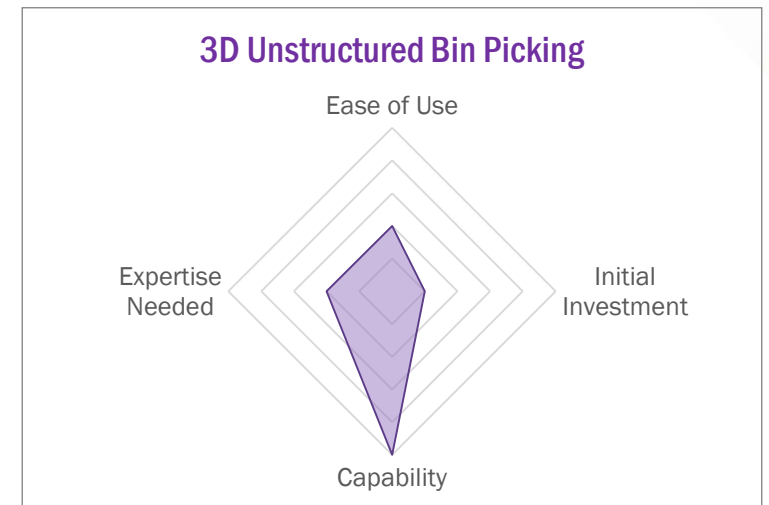 3D Unstructured Bin Picking
Ease of Use
Expertise
Needed
Initial
Investment
Capability